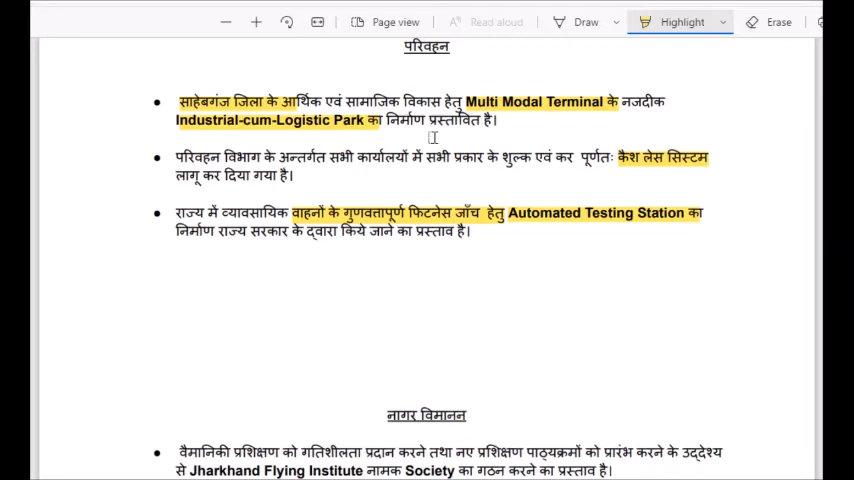 Page view
Read aloud
Draw
Highlight
Erase
परिवहन
साहेबगंज जिला के आर्थिक एवं सामाजिक विकास हेतु Multi Modal Terminal के नजदीक
Industrial-cum-Logistic Park का निर्माण प्रस्तावित है।
परिवहन विभाग के अन्तर्गत सभी कार्यालयों में सभी प्रकार के शुल्क एवं कर पूर्णतः कैश लेस सिस्टम
लागू कर दिया गया है।
राज्य में व्यावसायिक वाहनों के गुणवत्तापूर्ण फिटनेस जाँच हेतु Automated Testing Station का
निर्माण राज्य सरकार के द्वारा किये जाने का प्रस्ताव है।
नागर विमानन
वैमानिकी प्रशिक्षण को गतिशीलता प्रदान करने तथा नए प्रशिक्षण पाठ्यक्रमों को प्रारंभ करने के उद्देश्य
से Jharkhand Flying Institute नामक Society का गठन करने का प्रस्ताव है।